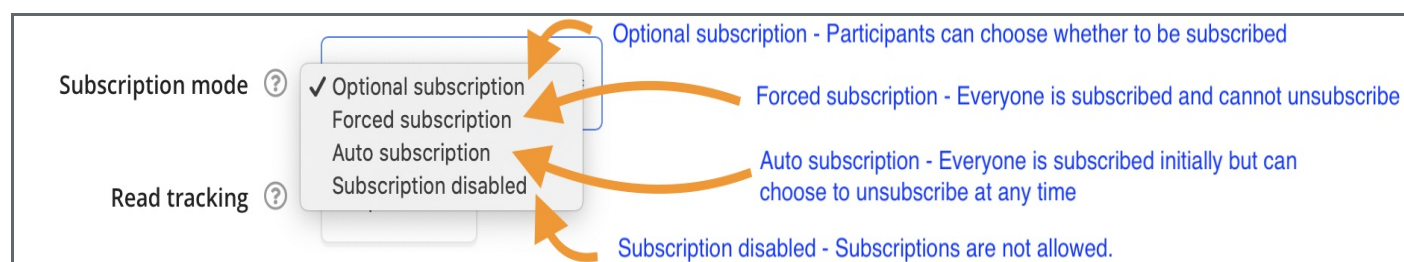 Optional subscription - Participants can choose whether to be subscribed
Subscription mode ? ✓ Optional subscription
Forced subscription - Everyone is subscribed and cannot unsubscribe
Forced subscription
Auto subscription
Auto subscription - Everyone is subscribed initially but can
choose to unsubscribe at any time
Subscription disabled
Read tracking ?
Subscription disabled - Subscriptions are not allowed.